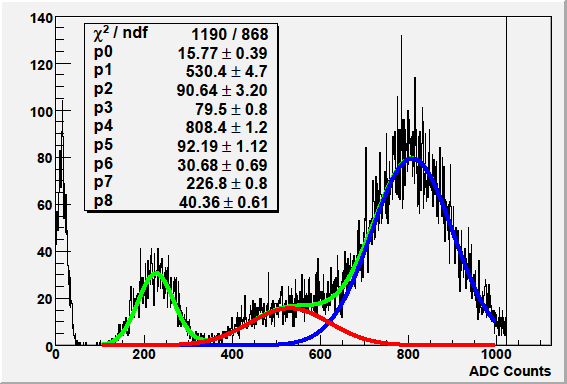 140
120
100
80
60
40
20
0
χ² / ndf 1190 / 868
p0 15.77 ± 0.39
p1 530.4 ± 4.7
p2 90.64 ± 3.20
p3 79.5 ± 0.8
p4 808.4 ± 1.2
p5 92.19 ± 1.12
p6 30.68 ± 0.69
p7 226.8 ± 0.8
p8 40.36 ± 0.61
0 200 400 600 800 1000
ADC Counts